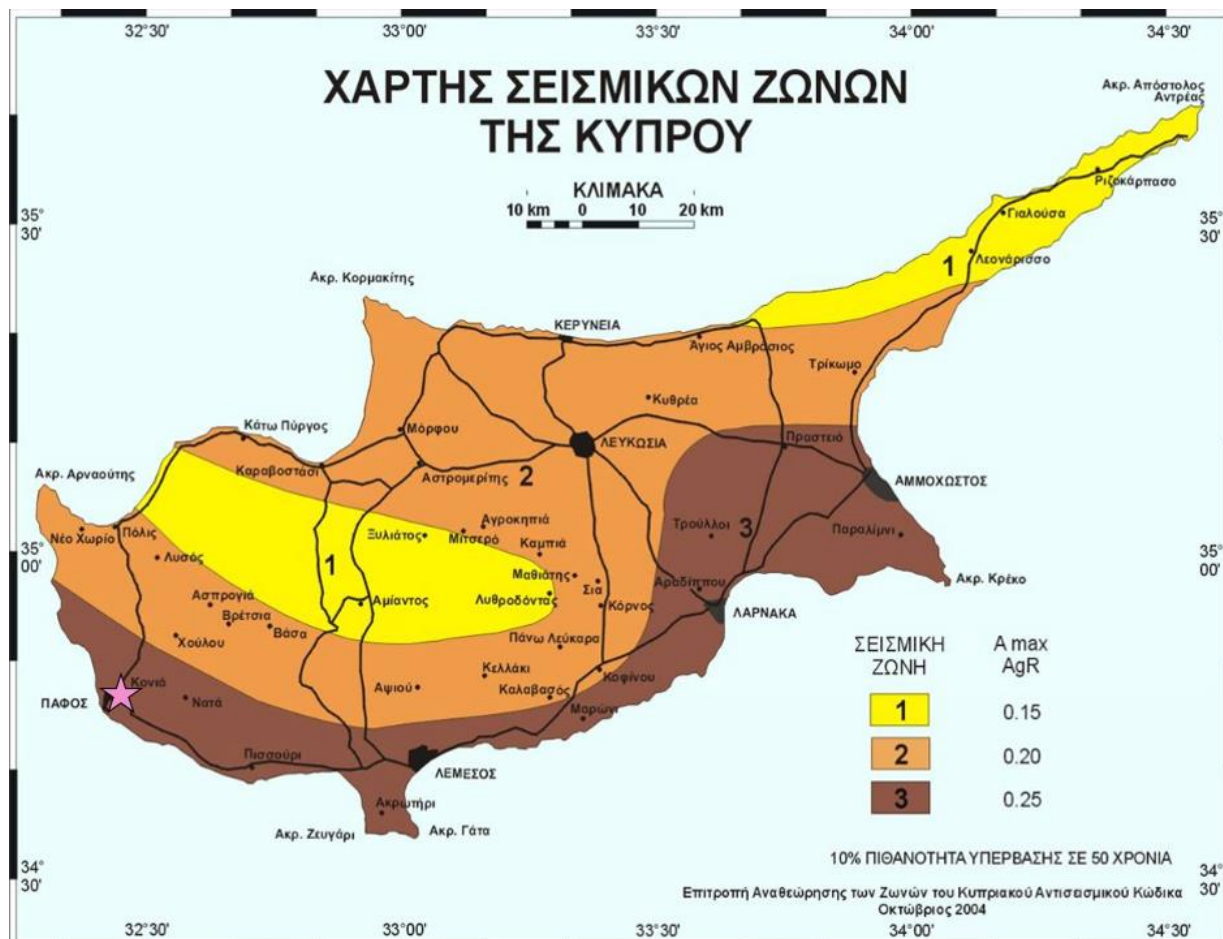 32°30'
33°00'
33°30'
34°00'
34°30'
ΧΑΡΤΗΣ ΣΕΙΣΜΙΚΩΝ ΖΩΝΩΝ
ΤΗΣ ΚΥΠΡΟΥ
Ακρ. Απόστολος
Αντρέας
ΚΛΙΜΑΚΑ
10 km 0 10 20 km
Ριζοκάρπασο
35°
30'
Γιαλούσα
35°
30'
Λεονάρισσο
1
Ακρ. Κορμακίτης
ΚΕΡΥΝΕΙΑ
Άγιος Αμβράσιος
Τρίκωμο
Κυθρέα
Κάτω Πύργος
Μόρφου
ΛΕΥΚΩΣΙΑ
Πραστειό
Ακρ. Αρναούτης
Καραβοστάσι
Αστρομερίτης
2
ΑΜΜΟΧΩΣΤΟΣ
Αγροκηπιά
Τρούλλοι
3
Παραλίμνι
Νέο Χωρίο
Πόλις
Ξυλιάτος
Μιτσερό
Καμπιά
35°
00'
Λυσός
1
Μαθιάτης
Σια
Αραδίππου
Ακρ. Κρέκο
35°
00'
Ασπρογιά
Αμίαντος
Λυθροδόντας
Κόρνος
ΛΑΡΝΑΚΑ
Βρέτσια
Χούλου
Βάσα
Πάνω Λεύκαρα
ΣΕΙΣΜΙΚΗ
ΖΩΝΗ
A max
AgR
Κελλάκι
Κοφίνου
Κονιά
Αψιού
Καλαβασός
ΠΑΦΟΣ
Νατά
Μαρώνι
1 0.15
Πισσούρι
ΛΕΜΕΣΟΣ
2 0.20
3 0.25
Ακρωτήρι
Ακρ. Ζευγάρι
Ακρ. Γάτα
10% ΠΙΘΑΝΟΤΗΤΑ ΥΠΕΡΒΑΣΗΣ ΣΕ 50 ΧΡΟΝΙΑ
34°
30'
34°
30'
Επιτροπή Αναθεώρησης των Ζωνών του Κυπριακού Αντισεισμικού Κώδικα
Οκτώβριος 2004
32°30'
33°00'
33°30'
34°00'
34°30'